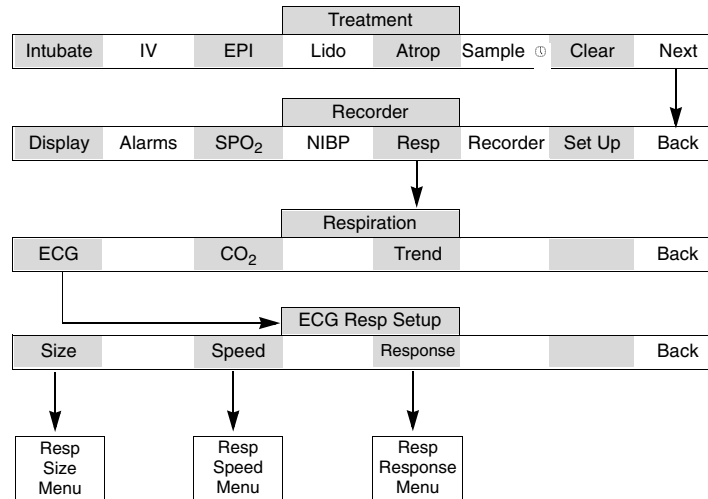 Treatment
Intubate IV EPI Lido Atrop Sample Clear Next
Recorder
Display Alarms SPO₂ NIBP Resp Recorder Set Up Back
Respiration
ECG CO₂ Trend Back
ECG Resp Setup
Size Speed Response Back
Resp
Size
Menu
Resp
Speed
Menu
Resp
Response
Menu